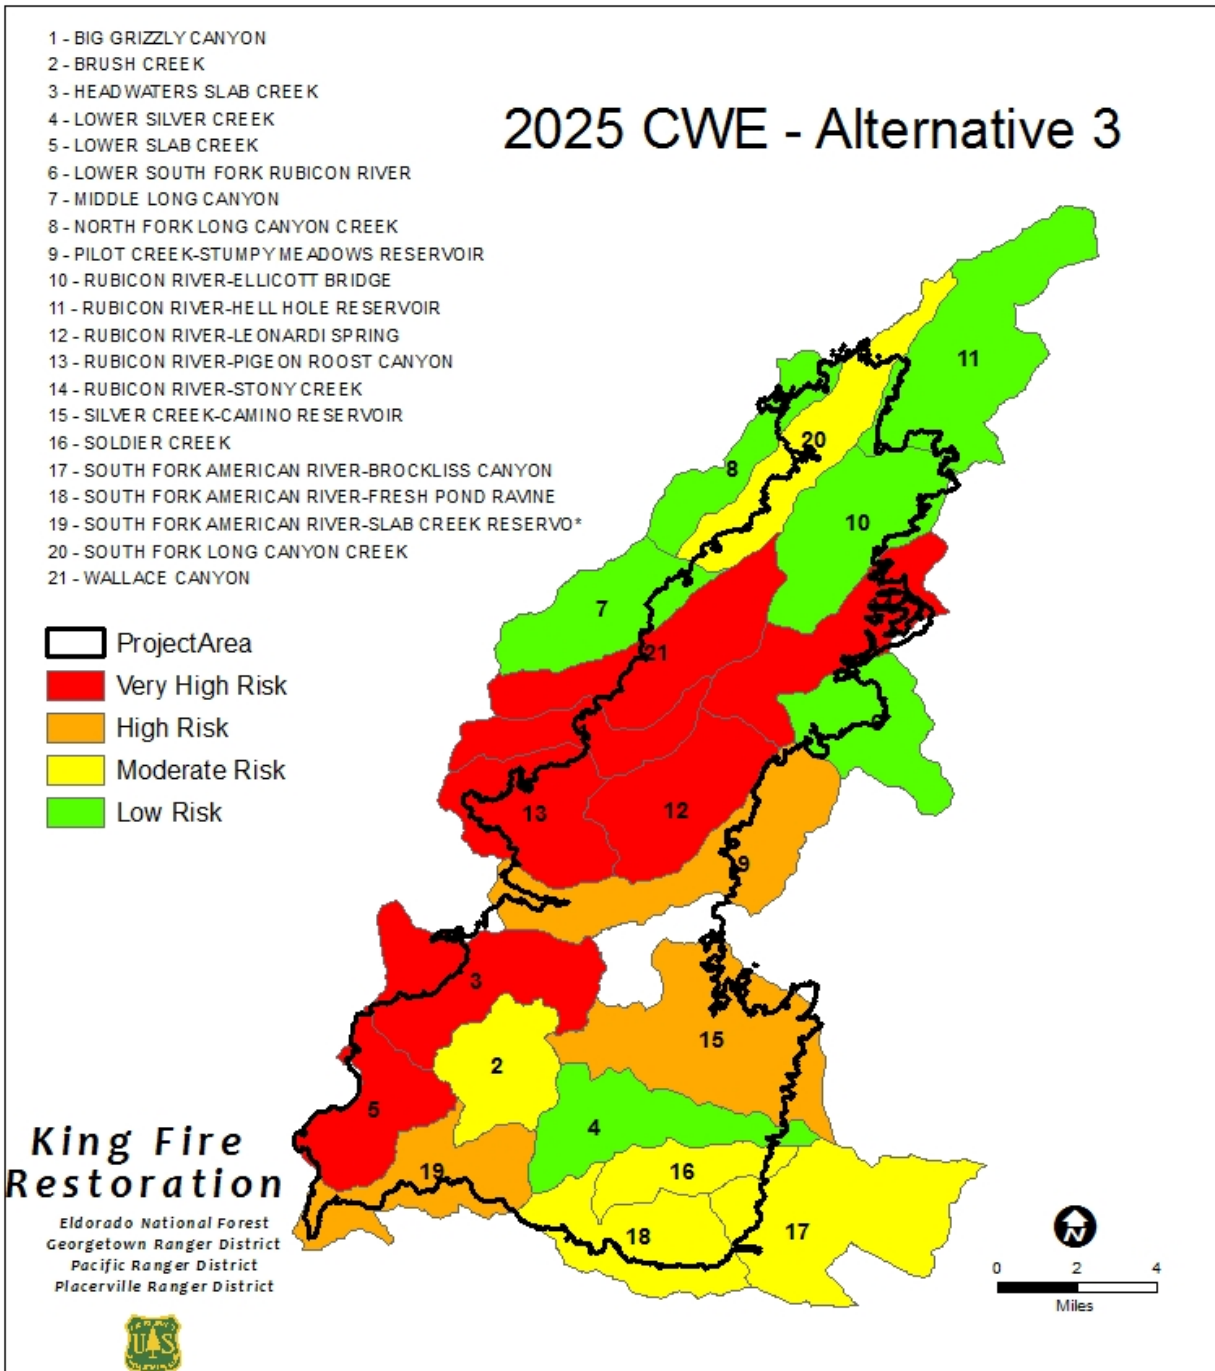 1 - BIG GRIZZLY CANYON
2 - BRUSH CREEK
3 - HEADWATERS SLAB CREEK
4 - LOWER SILVER CREEK
5 - LOWER SLAB CREEK
6 - LOWER SOUTH FORK RUBICON RIVER
7 - MIDDLE LONG CANYON
8 - NORTH FORK LONG CANYON CREEK
9 - PILOT CREEK-STUMPY MEADOWS RESERVOIR
10 - RUBICON RIVER-ELLICOTT BRIDGE
11 - RUBICON RIVER-HELL HOLE RESERVOIR
12 - RUBICON RIVER-LEONARDI SPRING
13 - RUBICON RIVER-PIGEON ROOST CANYON
14 - RUBICON RIVER-STONY CREEK
15 - SILVER CREEK-CAMINO RESERVOIR
16 - SOLDIER CREEK
17 - SOUTH FORK AMERICAN RIVER-BROCKLISS CANYON
18 - SOUTH FORK AMERICAN RIVER-FRESH POND RAVINE
19 - SOUTH FORK AMERICAN RIVER-SLAB CREEK RESERVO*
20 - SOUTH FORK LONG CANYON CREEK
21 - WALLACE CANYON
2025 CWE - Alternative 3
ProjectArea
Very High Risk
High Risk
Moderate Risk
Low Risk
11
20
8
10
7
21
13
12
9
3
15
2
5
4
19
16
18
17
King Fire
Restoration
Eldorado National Forest
Georgetown Ranger District
Pacific Ranger District
Placerville Ranger District
N
0 2 4
Miles
U S